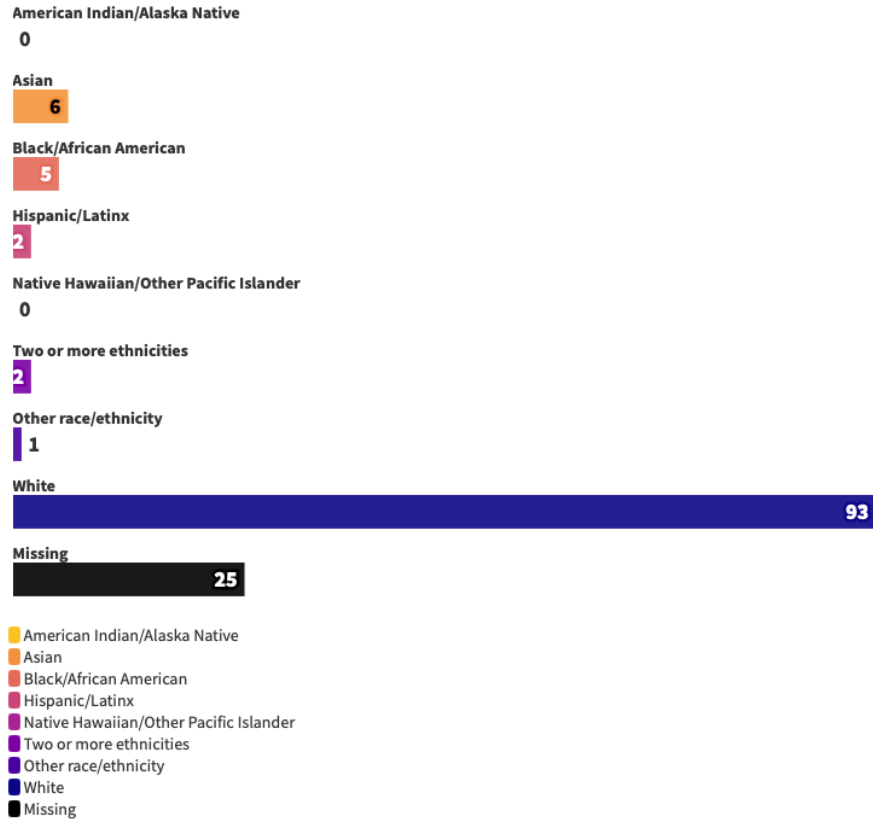 American Indian/Alaska Native
0
Asian
6
Black/African American
5
Hispanic/Latinx
2
Native Hawaiian/Other Pacific Islander
0
Two or more ethnicities
2
Other race/ethnicity
1
White
93
Missing
25
American Indian/Alaska Native
Asian
Black/African American
Hispanic/Latinx
Native Hawaiian/Other Pacific Islander
Two or more ethnicities
Other race/ethnicity
White
Missing